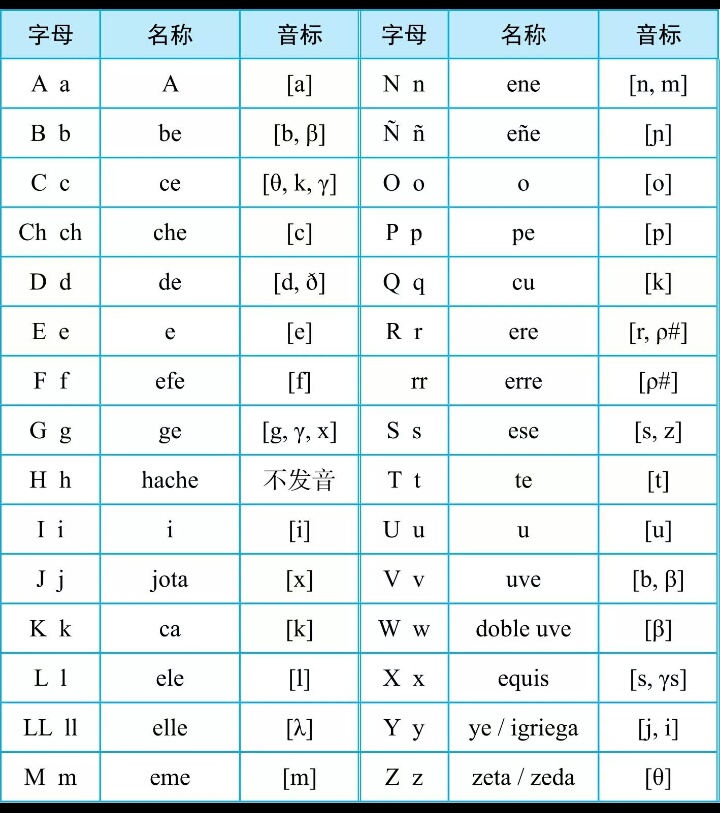 字母 名称 音标 字母 名称 音标
A a A [a] N n ene [n, m]
B b be [b, β] Ñ ñ eñe [ɲ]
C c ce [θ, k, γ] O o o [o]
Ch ch che [c] P p pe [p]
D d de [d, ð] Q q cu [k]
E e e [e] R r ere [r, ρ#]
F f efe [f] rr erre [ρ#]
G g ge [g, γ, x] S s ese [s, z]
H h hache 不发音 T t te [t]
I i i [i] U u u [u]
J j jota [x] V v uve [b, β]
K k ca [k] W w doble uve [β]
L l ele [l] X x equis [s, γs]
LL ll elle [λ] Y y ye / igriega [j, i]
M m eme [m] Z z zeta / zeda [θ]